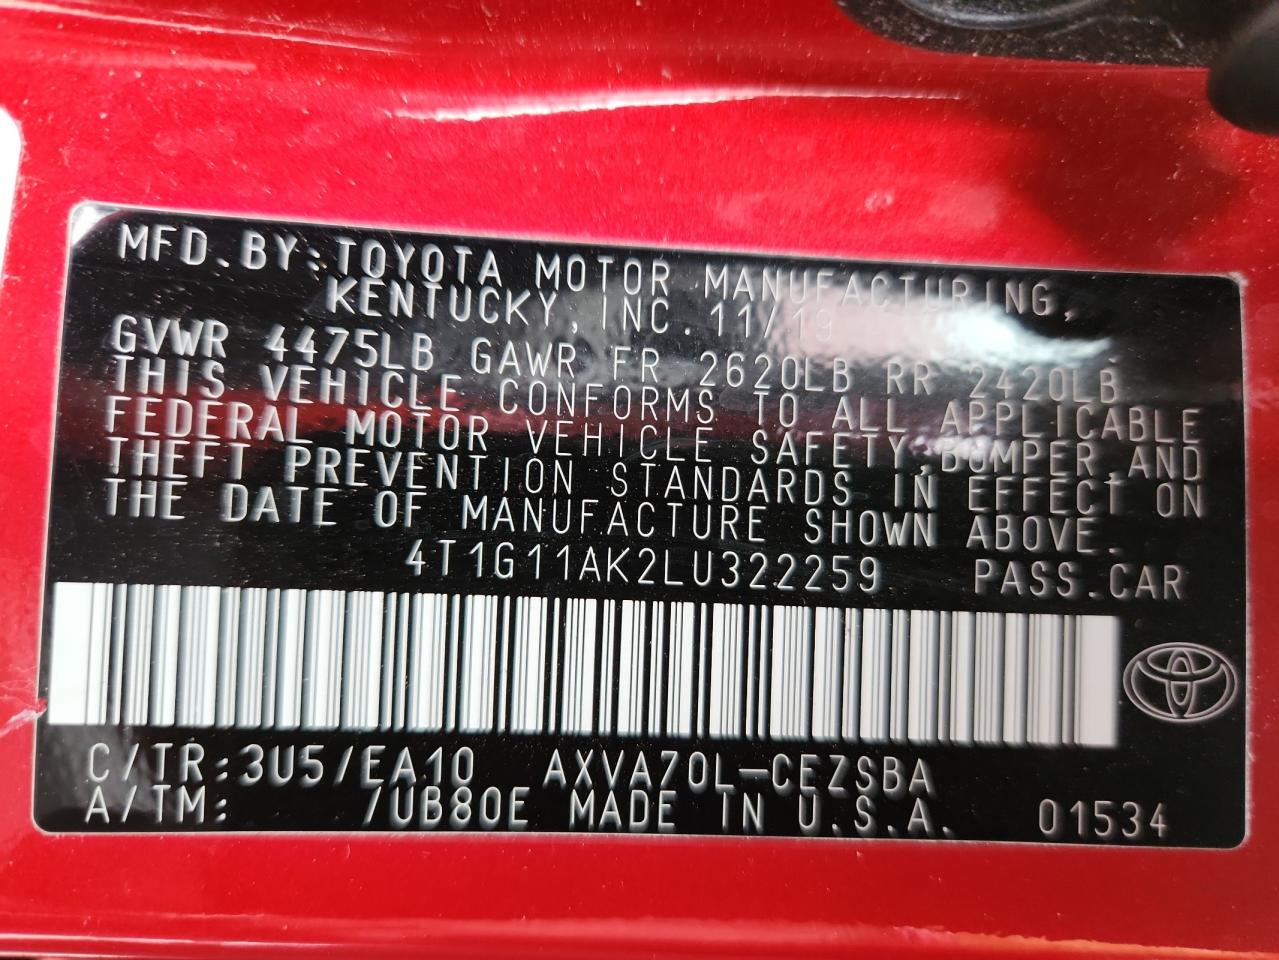 MFD.BY:TOYOTA MOTOR MANUFACTURING,
KENTUCKY,INC.11/19
GVWR 4475LB GAWR FR 2620LB RR 2420LB
THIS VEHICLE CONFORMS TO ALL APPLICABLE
FEDERAL MOTOR VEHICLE SAFETY,BUMPER,AND
THEFT PREVENTION STANDARDS IN EFFECT ON
THE DATE OF MANUFACTURE SHOWN ABOVE.
4T1G11AK2LU322259 PASS.CAR
C/TR:3U5/EA10 AXVA70L-CEZSBA
A/TM: /UB80E MADE IN U.S.A. 01534